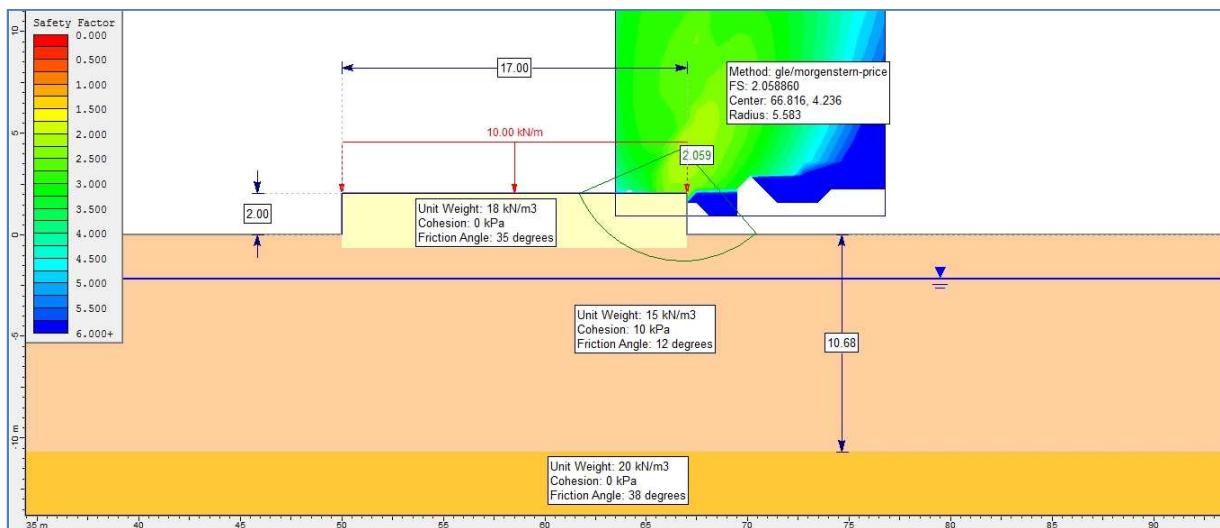 Safety Factor
0.000
0.500
1.000
1.500
2.000
2.500
3.000
3.500
4.000
4.500
5.000
5.500
6.000+
10
5
0
-5
-10 m
17.00
10.00 kN/m
2.00
Method: gle/morgenstern-price
FS: 2.058860
Center: 66.816, 4.236
Radius: 5.583
2.059
Unit Weight: 18 kN/m3
Cohesion: 0 kPa
Friction Angle: 35 degrees
Unit Weight: 15 kN/m3
Cohesion: 10 kPa
Friction Angle: 12 degrees
10.68
Unit Weight: 20 kN/m3
Cohesion: 0 kPa
Friction Angle: 38 degrees
35 m 40 45 50 55 60 65 70 75 80 85 90